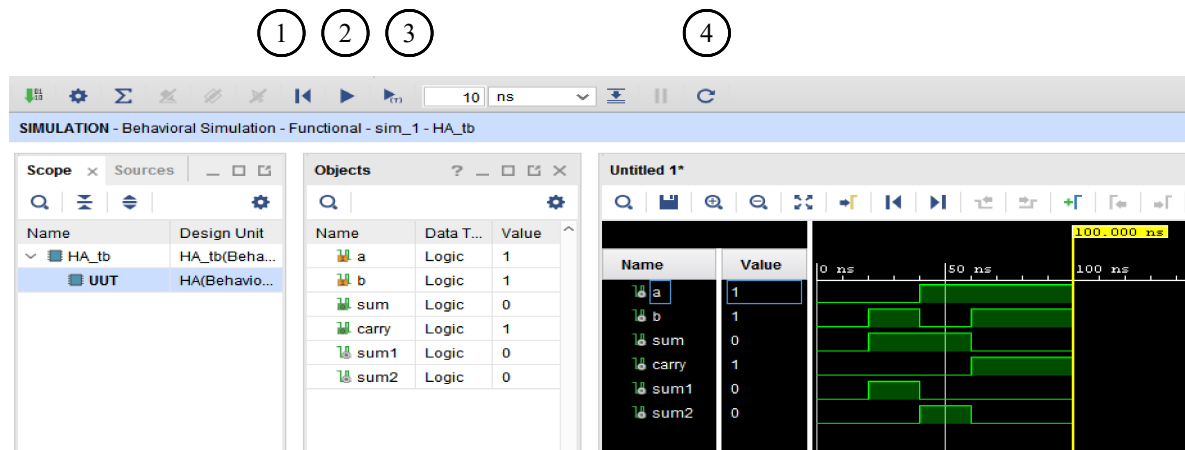 1 2 3 4
(T) 10 ns
SIMULATION - Behavioral Simulation - Functional - sim_1 - HA_tb
Scope Sources
Name Design Unit
HA_tb HA_tb(Beha...
UUT HA(Behavio...
Objects ?
Name Data T... Value
a Logic 1
b Logic 1
sum Logic 0
carry Logic 1
sum1 Logic 0
sum2 Logic 0
Untitled 1*
100.000 ns
Name Value
0 ns 50 ns 100 ns
a 1
b 1
sum 0
carry 1
sum1 0
sum2 0